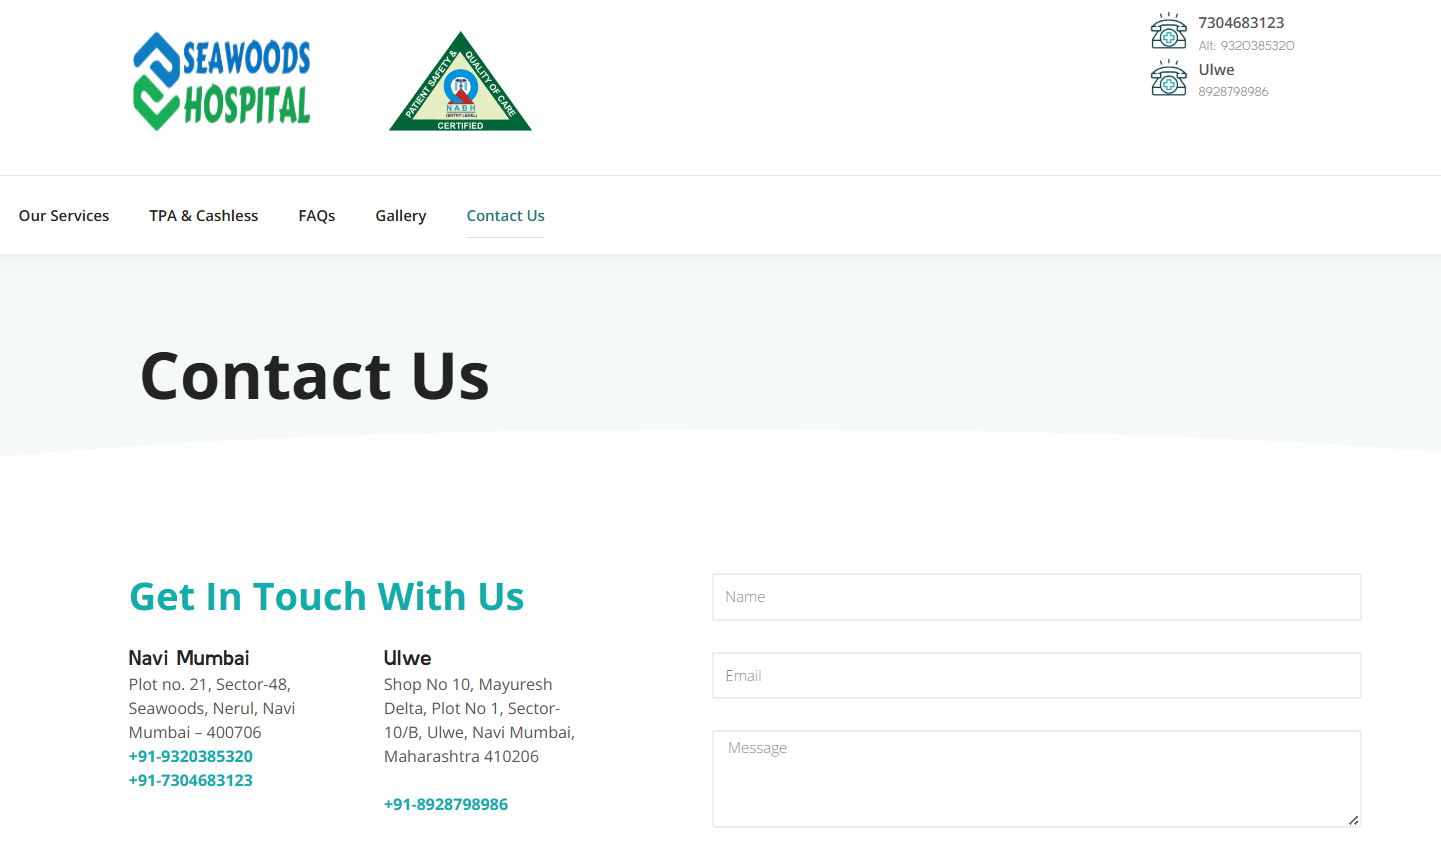 SEAWOODS
HOSPITAL
PATIENT SAFETY & QUALITY OF CARE
NABH
(ENTRY LEVEL)
CERTIFIED
7304683123
Alt: 9320385320
Ulwe
8928798986
Our Services
TPA & Cashless
FAQs
Gallery
Contact Us
Contact Us
Get In Touch With Us
Navi Mumbai
Plot no. 21, Sector-48,
Seawoods, Nerul, Navi
Mumbai – 400706
+91-9320385320
+91-7304683123
Ulwe
Shop No 10, Mayuresh
Delta, Plot No 1, Sector-
10/B, Ulwe, Navi Mumbai,
Maharashtra 410206
+91-8928798986
Name
Email
Message